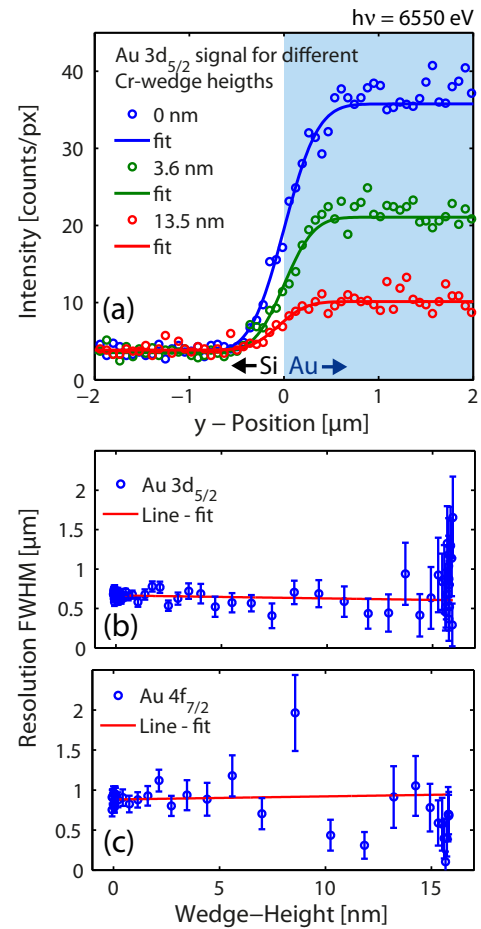 hν = 6550 eV
Au 3d5/2 signal for different
Cr-wedge heigths
0 nm
fit
3.6 nm
fit
13.5 nm
fit
(a)
Si Au
Intensity [counts/px]
40
30
20
10
0
−2 −1 0 1 2
y − Position [μm]
Au 3d5/2
Line - fit
(b)
2
1.5
1
0.5
0
Resolution FWHM [μm]
Au 4f7/2
Line - fit
(c)
2
1.5
1
0.5
0
0 5 10 15
Wedge−Height [nm]